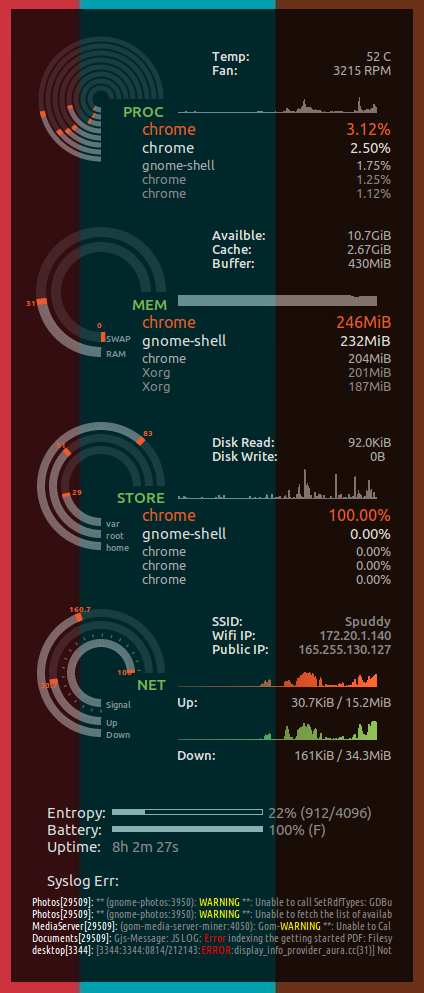 Temp: 52 C
Fan: 3215 RPM
PROC
chrome 3.12%
chrome 2.50%
gnome-shell 1.75%
chrome 1.25%
chrome 1.12%
Availble: 10.7GiB
Cache: 2.67GiB
Buffer: 430MiB
31
MEM
0
chrome 246MiB
SWAP
gnome-shell 232MiB
RAM
chrome 204MiB
Xorg 201MiB
Xorg 187MiB
83
Disk Read: 92.0KiB
Disk Write: 0B
29
STORE
chrome 100.00%
var
root
gnome-shell 0.00%
home
chrome 0.00%
chrome 0.00%
chrome 0.00%
160.7
SSID: Spuddy
Wifi IP: 172.20.1.140
Public IP: 165.255.130.127
100
NET
Signal
Up: 30.7KiB / 15.2MiB
Up
Down
Down: 161KiB / 34.3MiB
Entropy: 22% (912/4096)
Battery: 100% (F)
Uptime: 8h 2m 27s
Syslog Err:
Photos[29509]: ** (gnome-photos:3950): WARNING **: Unable to call SetRdfTypes: GDBu
Photos[29509]: ** (gnome-photos:3950): WARNING **: Unable to fetch the list of availab
MediaServer[29509]: (gom-media-server-miner:4050): Gom-WARNING **: Unable to Cal
Documents[29509]: Gjs-Message: JS LOG: Error indexing the getting started PDF: Filesy
desktop[3344]: [3344:3344:0814/212143:ERROR:display_info_provider_aura.cc(31)] Not